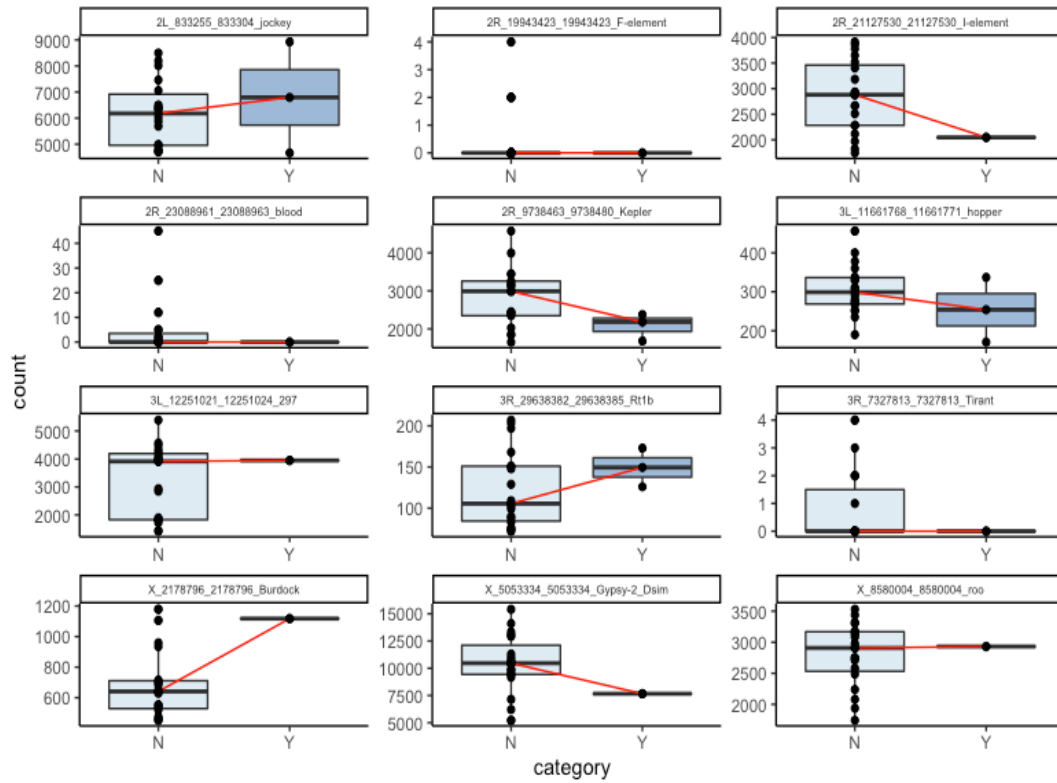 2L_833255_833304_jockey
2R_19943423_19943423_F-element
2R_21127530_21127530_I-element
9000
8000
7000
6000
5000
N
Y
4
3
2
1
0
N
Y
4000
3500
3000
2500
2000
N
Y
2R_23088961_23088963_blood
2R_9738463_9738480_Kepler
3L_11661768_11661771_hopper
40
30
20
10
0
N
Y
4000
3000
2000
N
Y
400
300
200
N
Y
3L_12251021_12251024_297
3R_29638382_29638385_Rt1b
3R_7327813_7327813_Tirant
5000
4000
3000
2000
N
Y
200
150
100
N
Y
4
3
2
1
0
N
Y
X_2178796_2178796_Burdock
X_5053334_5053334_Gypsy-2_Dsim
X_8580004_8580004_roo
1200
1000
800
600
N
Y
15000
12500
10000
7500
5000
N
Y
3500
3000
2500
2000
N
Y
count
category